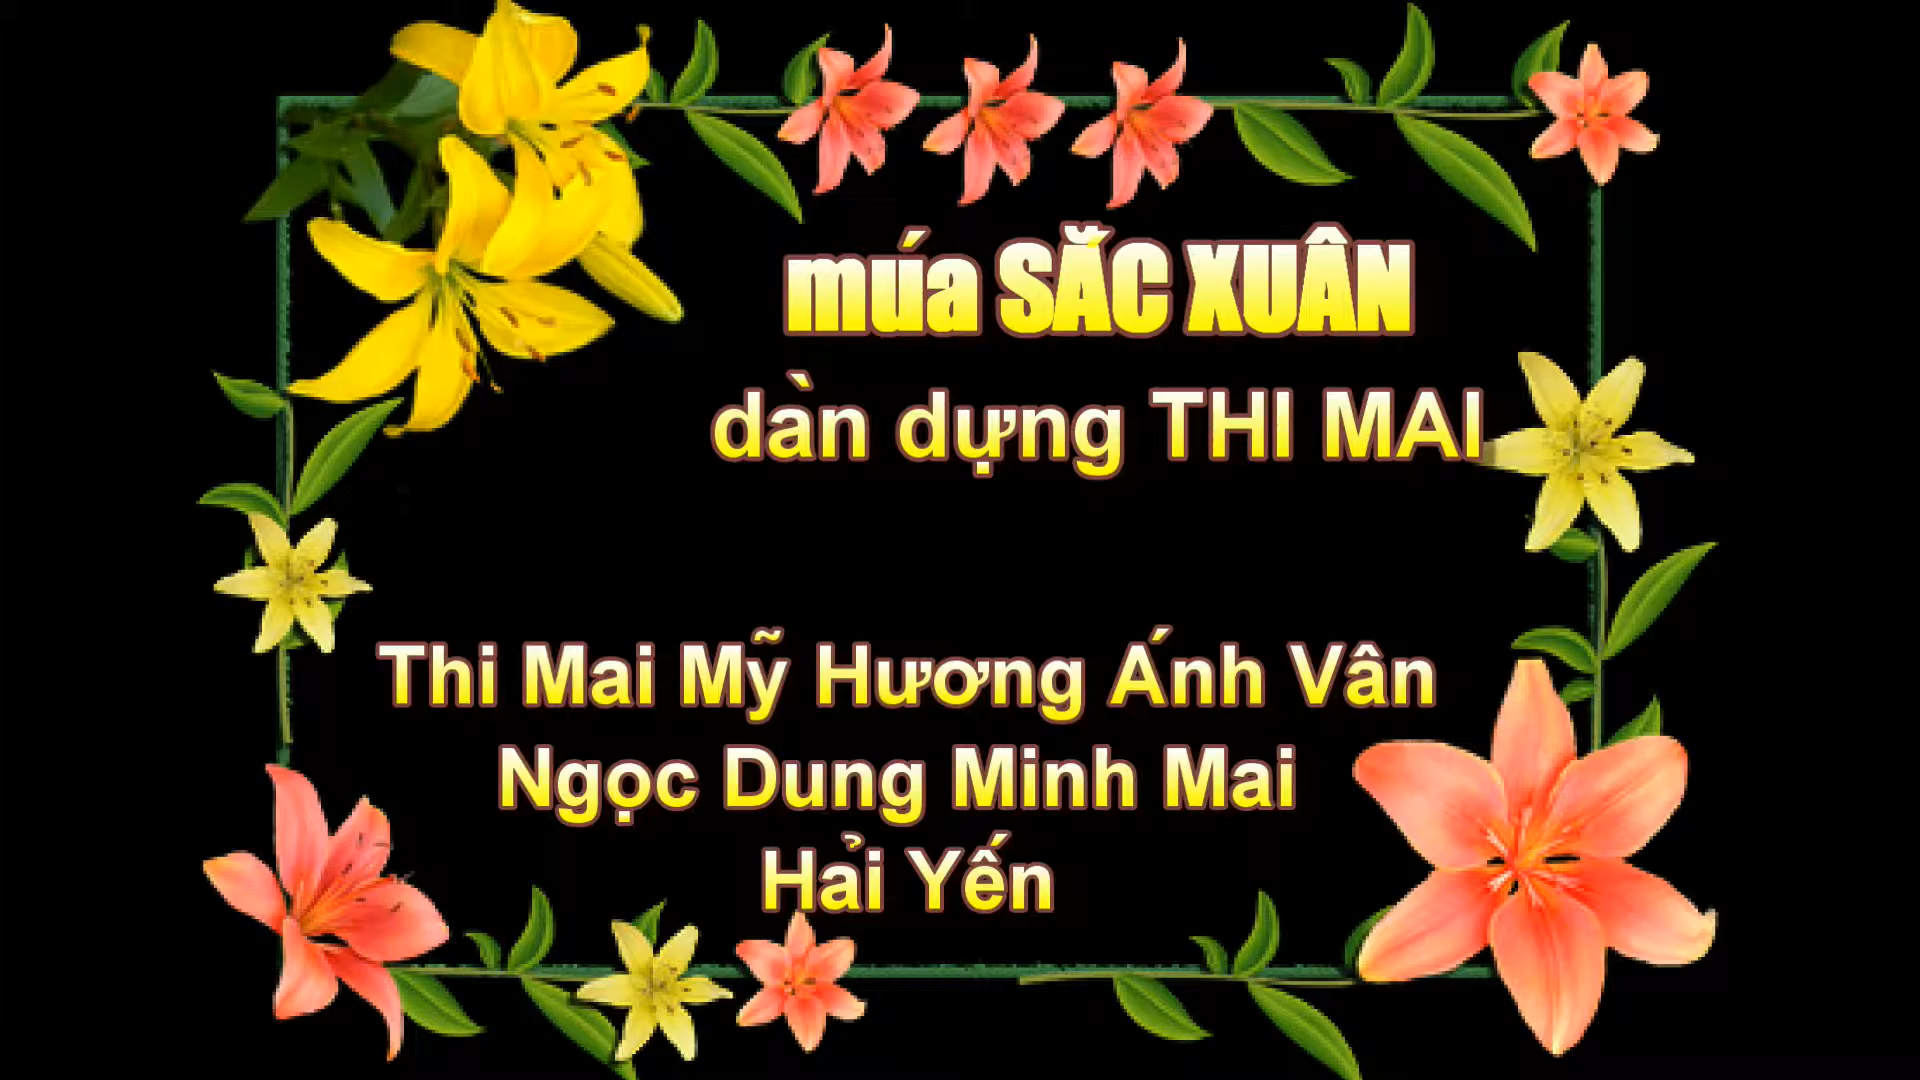 múa SẮC XUÂN
dàn dựng THI MAI
Thi Mai Mỹ Hương Ánh Vân
Ngọc Dung Minh Mai
Hải Yến